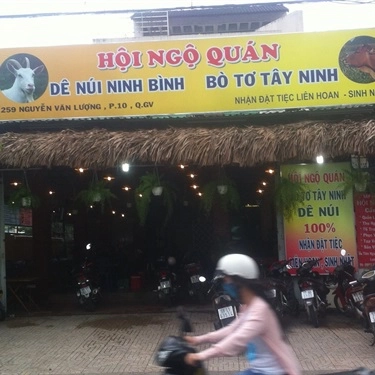 HỘI NGỘ QUÁN
DÊ NÚI NINH BÌNH BÒ TƠ TÂY NINH
259 NGUYỄN VĂN LƯỢNG , P.10 , Q.GV NHẬN ĐẶT TIỆC LIÊN HOAN - SINH N
HỘI NGỘ QUÁN
BÒ TƠ TÂY NINH
DÊ NÚI
100%
NHẬN ĐẶT TIỆC
HOAN - SINH NHẬT